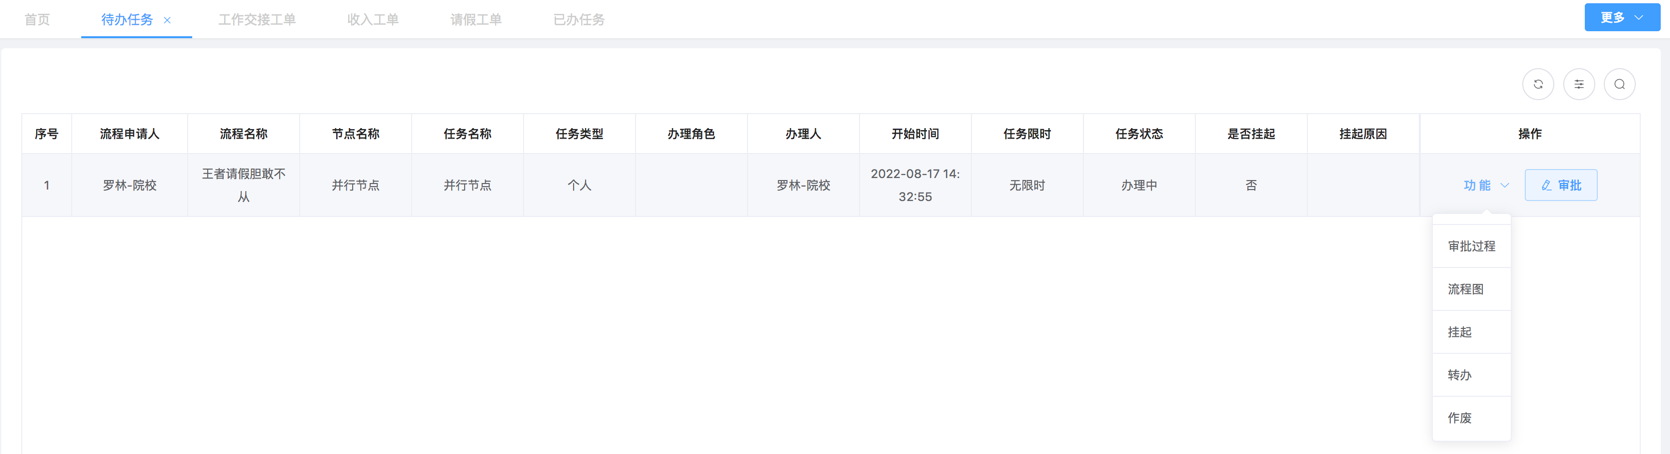 首页
待办任务
工作交接工单
收入工单
请假工单
已办任务
更多
序号
流程申请人
流程名称
节点名称
任务名称
任务类型
办理角色
办理人
开始时间
任务限时
任务状态
是否挂起
挂起原因
操作
1
罗林-院校
王者请假胆敢不
从
并行节点
并行节点
个人
罗林-院校
2022-08-17 14:
32:55
无限时
办理中
否
功能
审批
审批过程
流程图
挂起
转办
作废